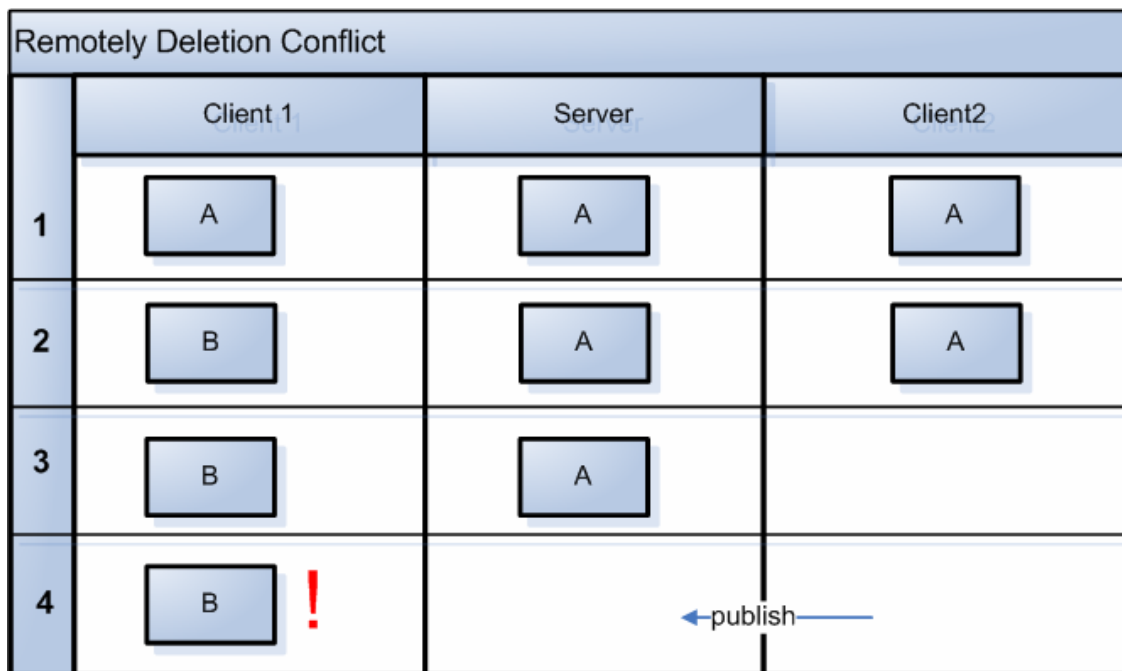 Remotely Deletion Conflict
Client 1 Server Client2
1 A A A
2 B A A
3 B A
4 B ! publish